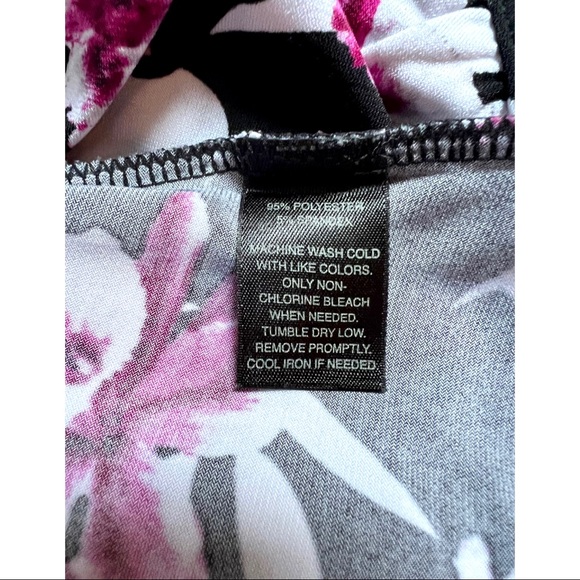 95% POLYESTER
5% SPANDEX
MACHINE WASH COLD
WITH LIKE COLORS.
ONLY NON-
CHLORINE BLEACH
WHEN NEEDED.
TUMBLE DRY LOW.
REMOVE PROMPTLY.
COOL IRON IF NEEDED.